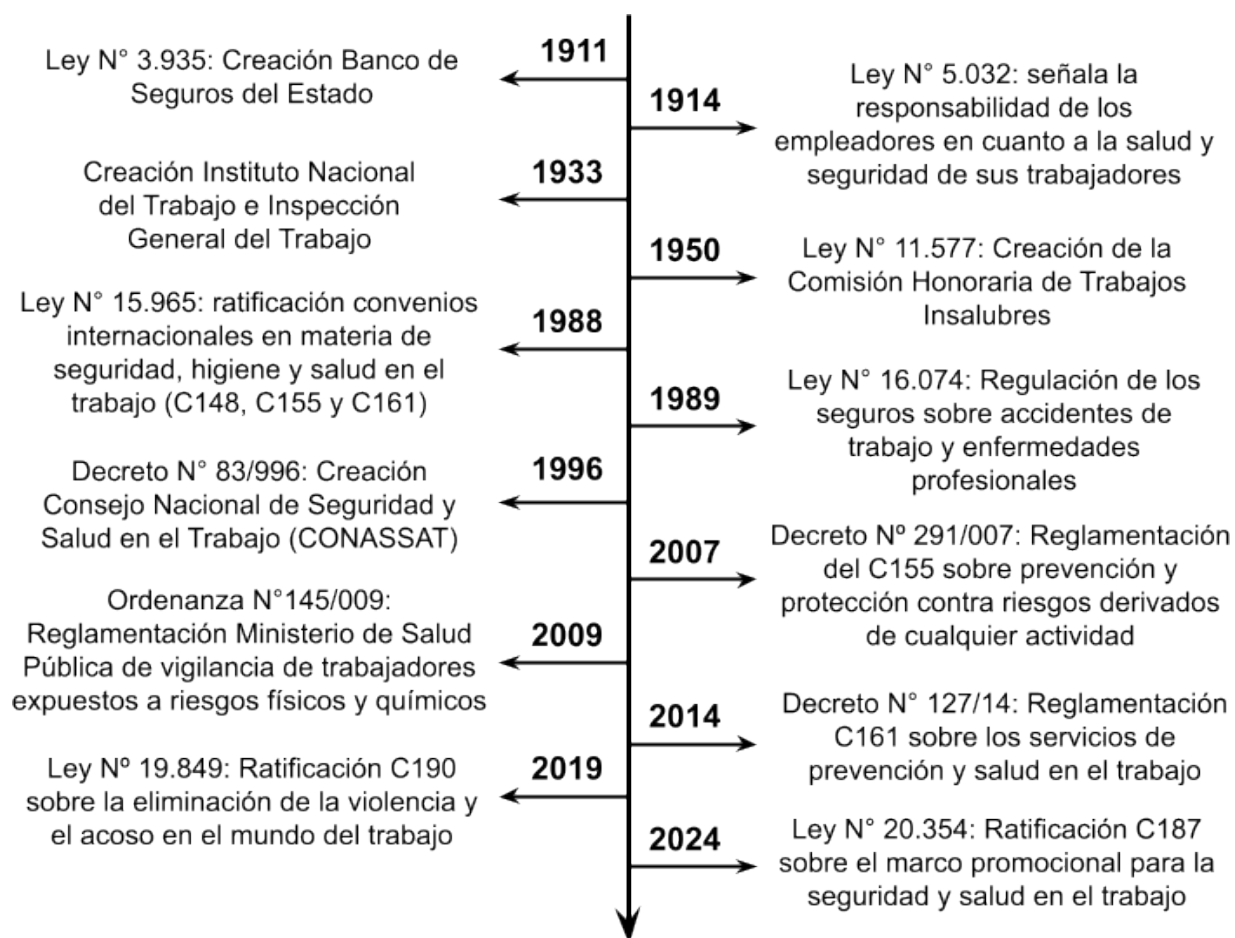 1911
Ley N° 3.935: Creación Banco de
Seguros del Estado
1914
Ley N° 5.032: señala la
responsabilidad de los
empleadores en cuanto a la salud y
seguridad de sus trabajadores
1933
Creación Instituto Nacional
del Trabajo e Inspección
General del Trabajo
1950
Ley N° 11.577: Creación de la
Comisión Honoraria de Trabajos
Insalubres
1988
Ley N° 15.965: ratificación convenios
internacionales en materia de
seguridad, higiene y salud en el
trabajo (C148, C155 y C161)
1989
Ley N° 16.074: Regulación de los
seguros sobre accidentes de
trabajo y enfermedades
profesionales
1996
Decreto N° 83/996: Creación
Consejo Nacional de Seguridad y
Salud en el Trabajo (CONASSAT)
2007
Decreto Nº 291/007: Reglamentación
del C155 sobre prevención y
protección contra riesgos derivados
de cualquier actividad
2009
Ordenanza N°145/009:
Reglamentación Ministerio de Salud
Pública de vigilancia de trabajadores
expuestos a riesgos físicos y químicos
2014
Decreto N° 127/14: Reglamentación
C161 sobre los servicios de
prevención y salud en el trabajo
2019
Ley Nº 19.849: Ratificación C190
sobre la eliminación de la violencia y
el acoso en el mundo del trabajo
2024
Ley N° 20.354: Ratificación C187
sobre el marco promocional para la
seguridad y salud en el trabajo